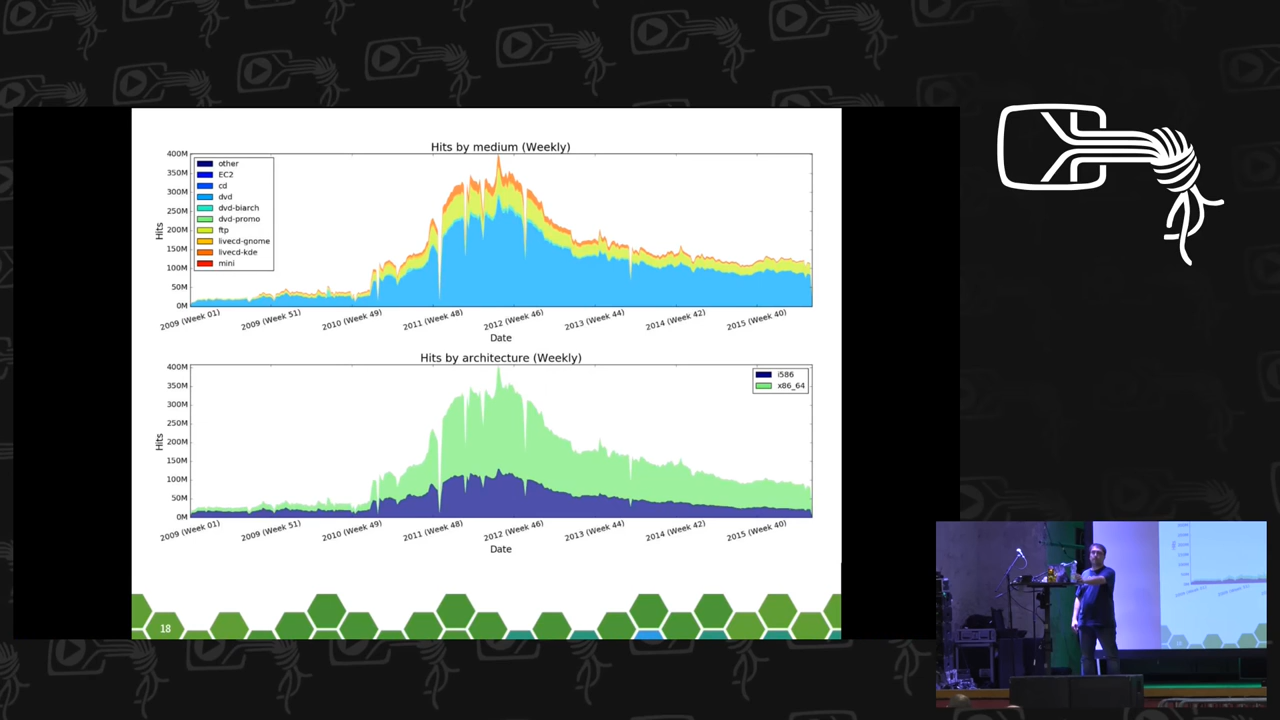 Hits by medium (Weekly)
400M
350M
300M
250M
200M
150M
100M
50M
0M
Hits
other
EC2
cd
dvd
dvd-biarch
dvd-promo
ftp
livecd-gnome
livecd-kde
mini
2009 (Week 01)
2009 (Week 51)
2010 (Week 49)
2011 (Week 48)
2012 (Week 46)
2013 (Week 44)
2014 (Week 42)
2015 (Week 40)
Date
Hits by architecture (Weekly)
400M
350M
300M
250M
200M
150M
100M
50M
0M
Hits
i586
x86_64
2009 (Week 01)
2009 (Week 51)
2010 (Week 49)
2011 (Week 48)
2012 (Week 46)
2013 (Week 44)
2014 (Week 42)
2015 (Week 40)
Date
18